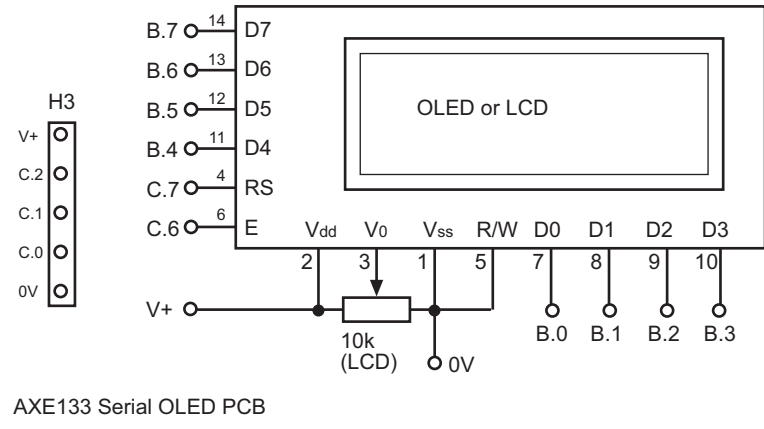 B.7 14 D7
B.6 13 D6
H3
B.5 12 D5
OLED or LCD
V+
B.4 11 D4
C.2
C.7 4 RS
C.1
C.6 6 E
C.0
Vdd V0 Vss R/W D0 D1 D2 D3
2 3 1 5 7 8 9 10
0V
V+
10k
(LCD)
0V
B.0 B.1 B.2 B.3
AXE133 Serial OLED PCB